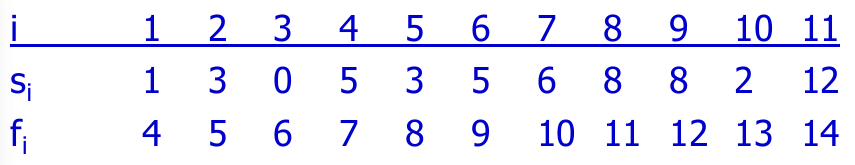 i 1 2 3 4 5 6 7 8 9 10 11
si 1 3 0 5 3 5 6 8 8 2 12
fi 4 5 6 7 8 9 10 11 12 13 14